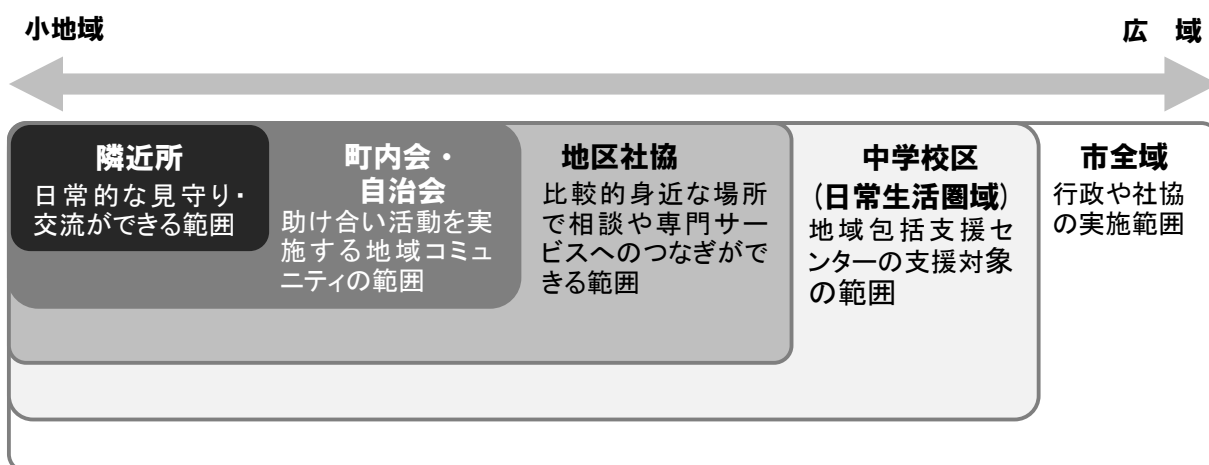 小地域
広　域
隣近所
日常的な見守り・
交流ができる範囲
町内会・
自治会
助け合い活動を実
施する地域コミュ
ニティの範囲
地区社協
比較的身近な場所
で相談や専門サー
ビスへのつなぎがで
きる範囲
中学校区
(日常生活圏域)
地域包括支援セ
ンターの支援対象
の範囲
市全域
行政や社協
の実施範囲